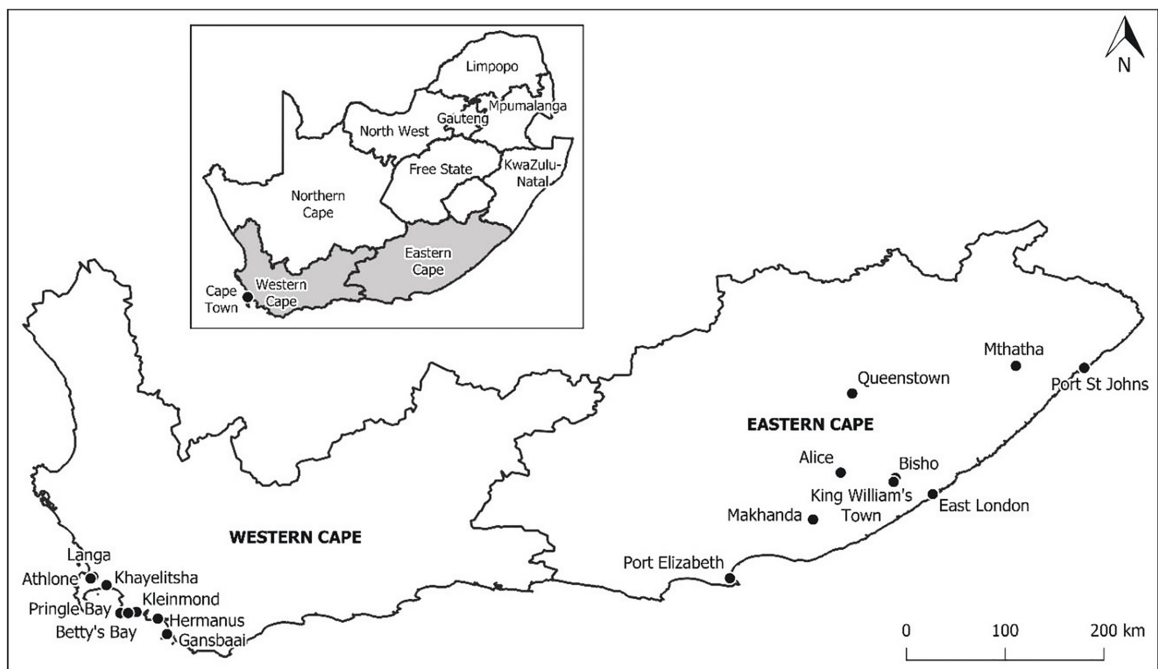 N
Limpopo
Mpumalanga
Gauteng
North West
Free State
KwaZulu-
Natal
Northern
Cape
Eastern
Cape
Western
Cape
Cape
Town
Mthatha
Port St Johns
Queenstown
EASTERN CAPE
Alice
Bisho
King William's
Town
East London
Makhanda
WESTERN CAPE
Port Elizabeth
Langa
Athlone
Khayelitsha
Pringle Bay
Kleinmond
Betty's Bay
Hermanus
Gansbaai
0 100 200 km